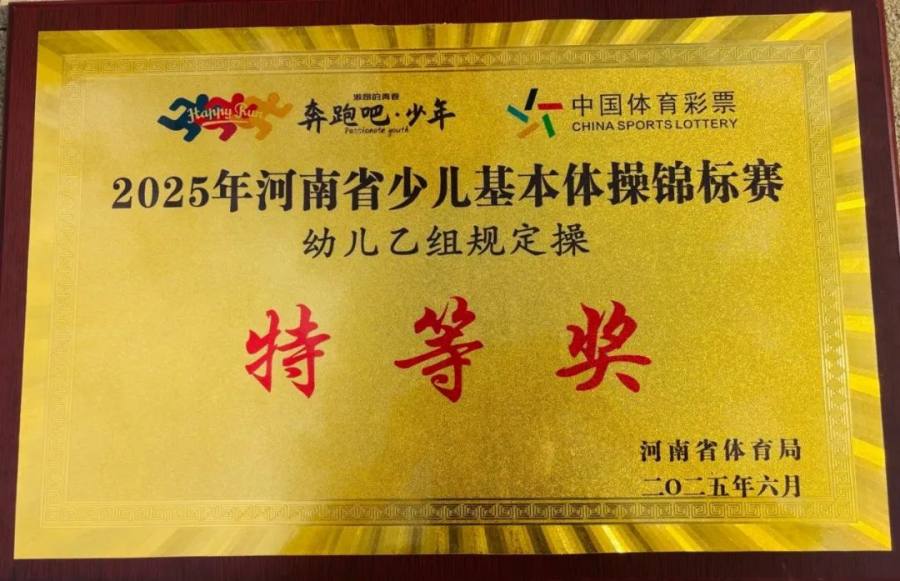 Happy Run
激昂的青春
奔跑吧·少年
Passionate youth
中国体育彩票
CHINA SPORTS LOTTERY
2025年河南省少儿基本体操锦标赛
幼儿乙组规定操
特等奖
河南省体育局
二〇二五年六月